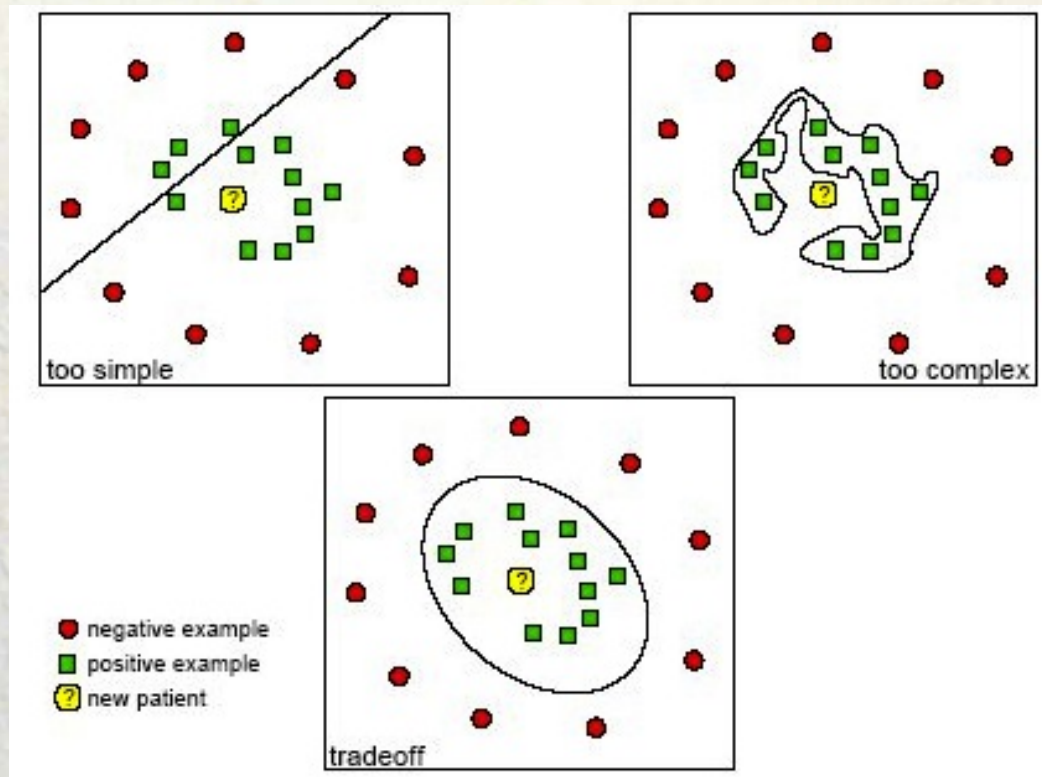 ?
too simple
?
too complex
?
tradeoff
negative example
positive example
? new patient